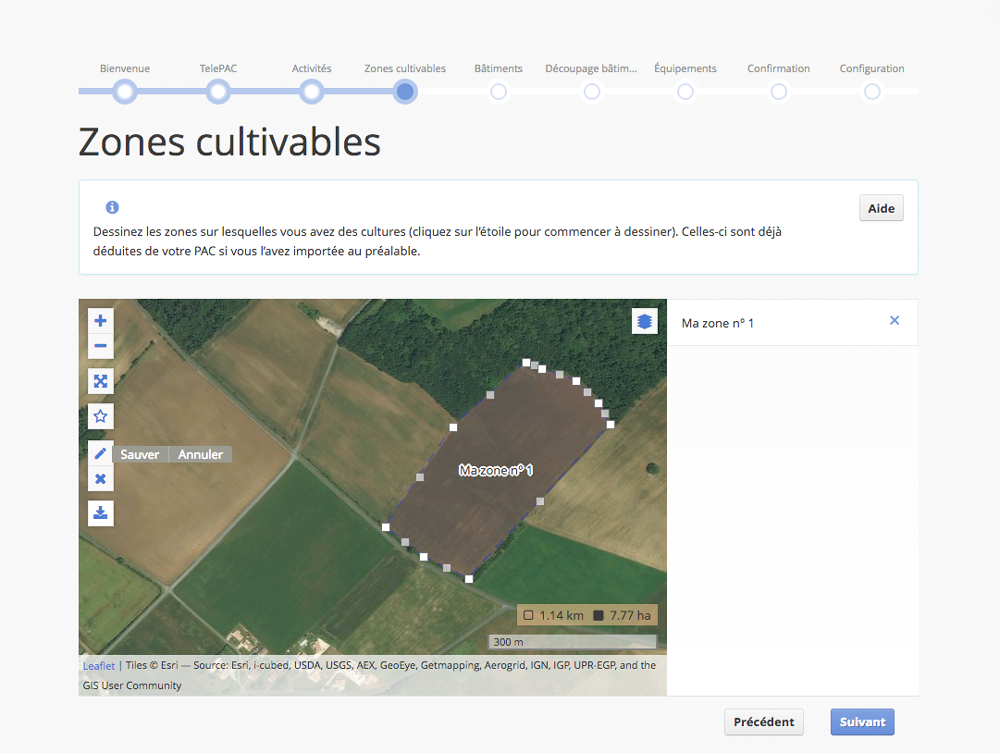 Bienvenue
TelePAC
Activités
Zones cultivables
Bâtiments
Découpage bâtim...
Équipements
Confirmation
Configuration
Zones cultivables
Aide
Dessinez les zones sur lesquelles vous avez des cultures (cliquez sur l'étoile pour commencer à dessiner). Celles-ci sont déjà
déduites de votre PAC si vous l'avez importée au préalable.
Ma zone n° 1
Sauver
Annuler
Ma zone n° 1
1.14 km
7.77 ha
300 m
Leaflet | Tiles © Esri — Source: Esri, i-cubed, USDA, USGS, AEX, GeoEye, Getmapping, Aerogrid, IGN, IGP, UPR-EGP, and the
GIS User Community
Précédent
Suivant